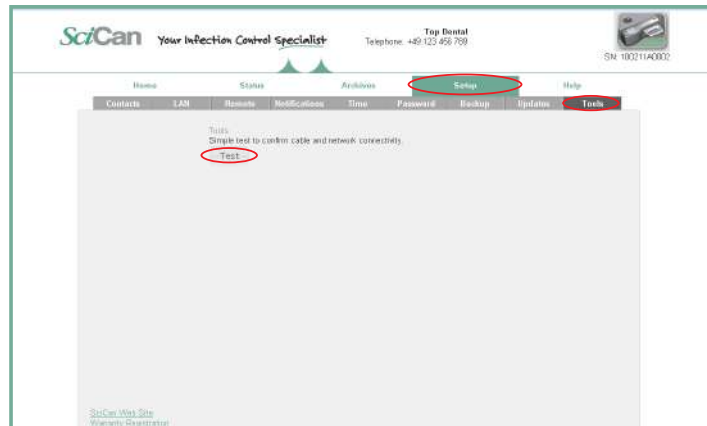 SciCan Your Infection Control Specialist
Top Dental
Telephone: +49 123 456 789
SN: 100211A0002
Home Status Archives Setup Help
Contacts LAN Remote Notifications Time Password Backup Updates Tools
Tools
Simple test to confirm cable and network connectivity.
Test
SciCan Web Site
Warranty Registration